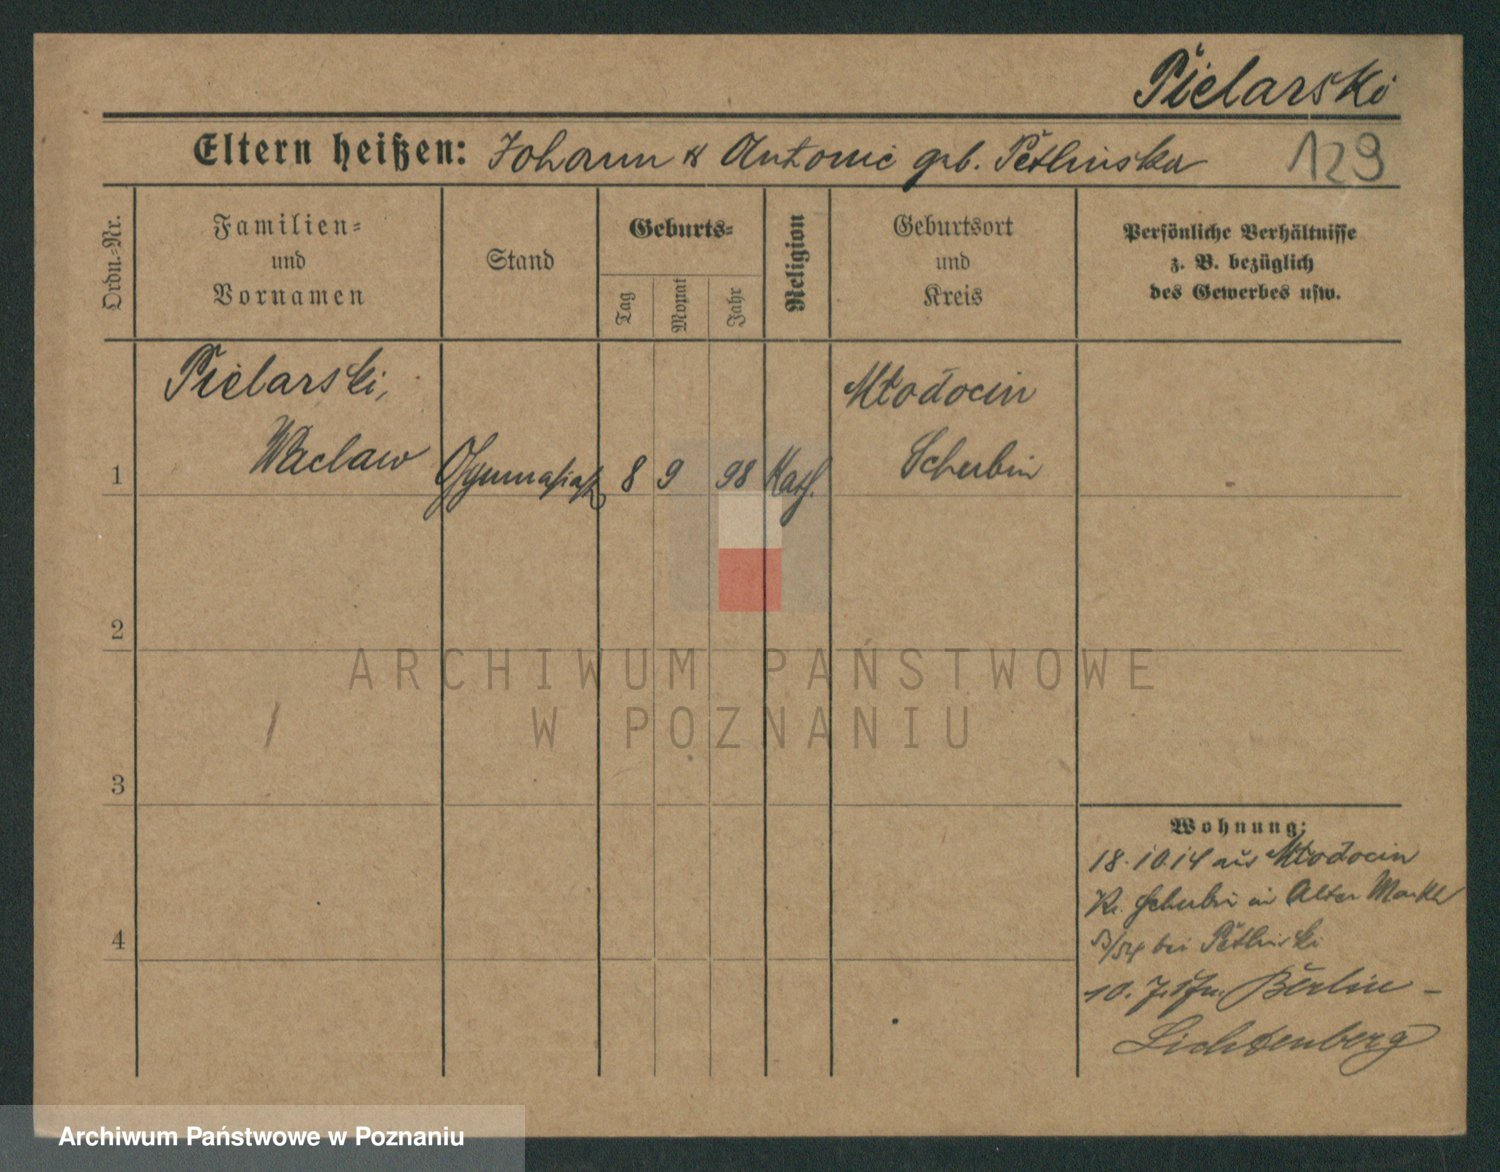 Pielarski
Eltern heißen: Johann & Antonie geb. Petlinska
129
Ordn.-Nr.
Familien-
und
Vornamen
Stand
Geburts-
Tag
Monat
Jahr
Religion
Geburtsort
und
Kreis
Persönliche Verhältnisse
z. B. bezüglich
des Gewerbes usw.
Pielarski,
Waclaw
1
Gymnasiast
8
9
98
Kath.
Młodocin
Schubin
2
ARCHIWUM PAŃSTWOWE
W POZNANIU
3
4
Wohnung:
18.10.14 aus Młodocin
Kr. Schubin in Alter Markt
53/54 bei Petlinski
10. Berlin-
Lichtenberg
Archiwum Państwowe w Poznaniu